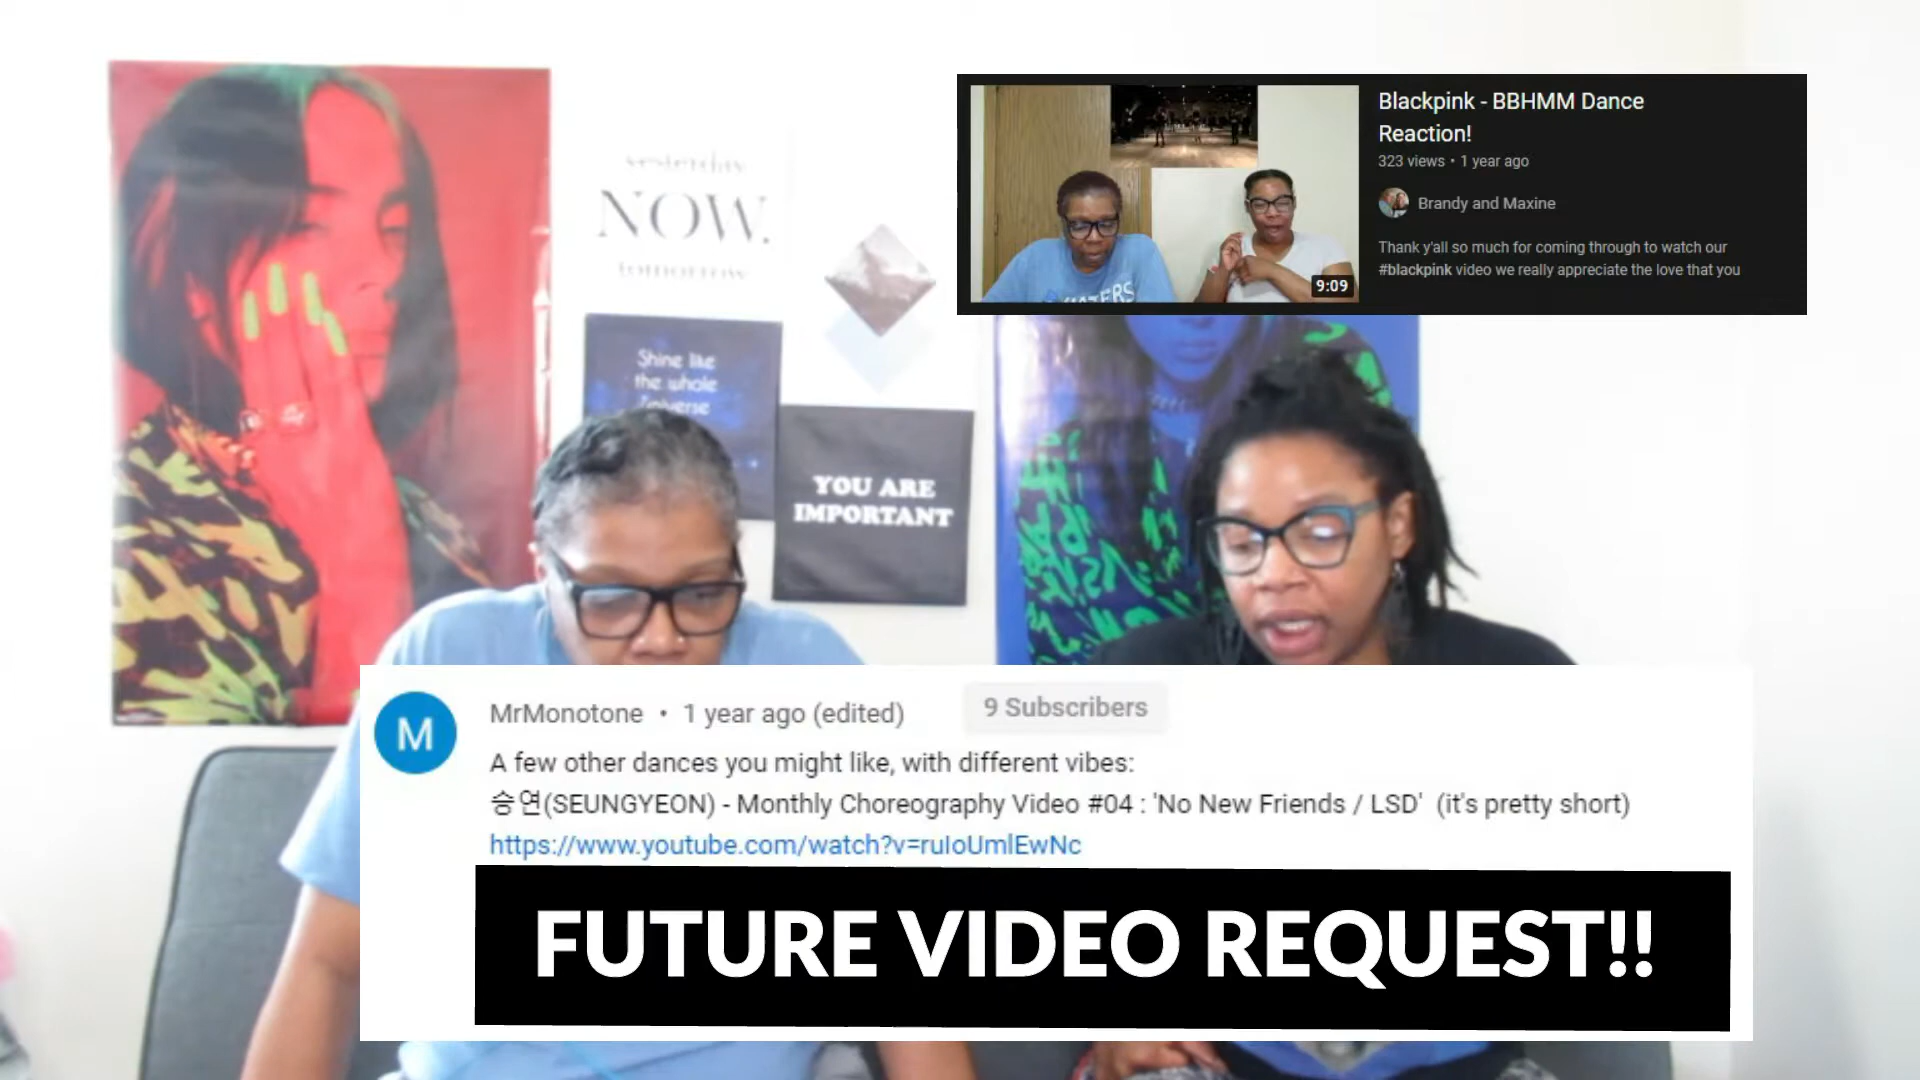 yesterday
NOW.
tomorrow
Shine like
the whole
Universe
YOU ARE
IMPORTANT
Blackpink - BBHMM Dance
Reaction!
323 views • 1 year ago
Brandy and Maxine
Thank y'all so much for coming through to watch our
#blackpink video we really appreciate the love that you
9:09
M
MrMonotone • 1 year ago (edited)
9 Subscribers
A few other dances you might like, with different vibes:
승연(SEUNGYEON) - Monthly Choreography Video #04 : 'No New Friends / LSD' (it's pretty short)
https://www.youtube.com/watch?v=ruIoUmlEwNc
FUTURE VIDEO REQUEST!!